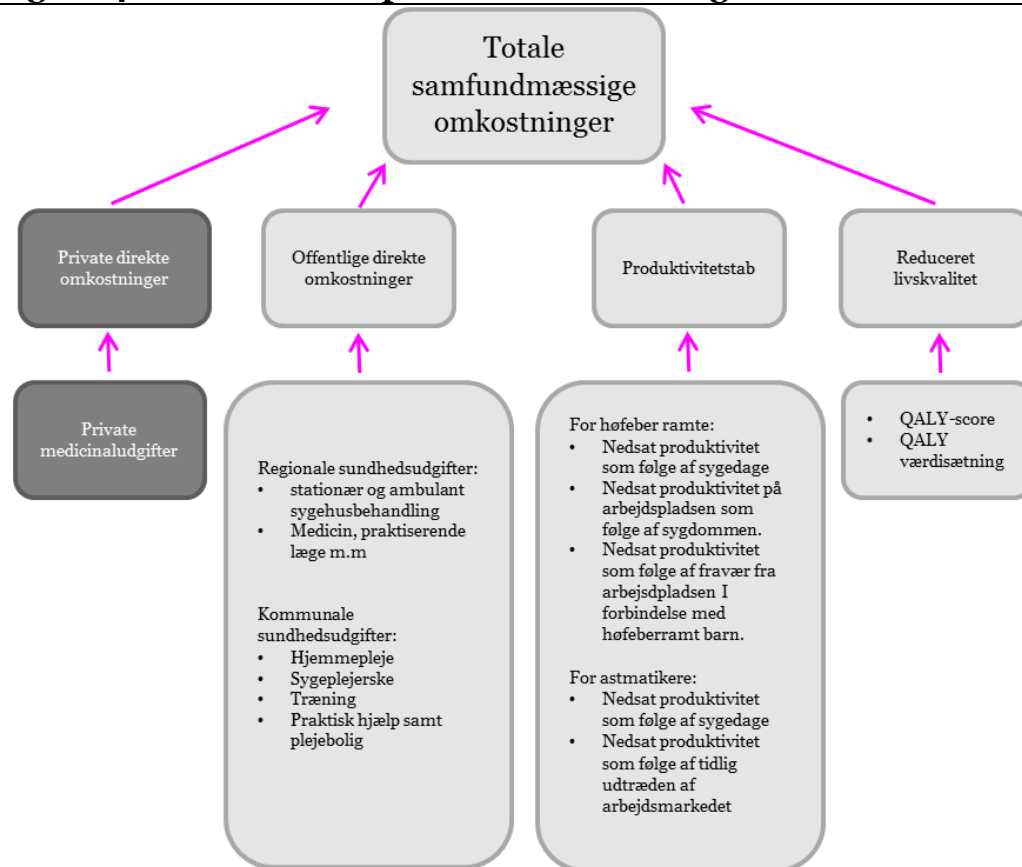 Totale
samfundmæssige
omkostninger
Private direkte
omkostninger
Offentlige direkte
omkostninger
Produktivitetstab
Reduceret
livskvalitet
Private
medicinaludgifter
Regionale sundhedsudgifter:
• stationær og ambulant
sygehusbehandling
• Medicin, praktiserende
læge m.m
Kommunale
sundhedsudgifter:
• Hjemmepleje
• Sygeplejerske
• Træning
• Praktisk hjælp samt
plejebolig
For høfeber ramte:
• Nedsat produktivitet
som følge af sygedage
• Nedsat produktivitet på
arbejdspladsen som
følge af sygdommen.
• Nedsat produktivitet
som følge af fravær fra
arbejsdpladsen I
forbindelse med
høfeberramt barn.
For astmatikere:
• Nedsat produktivitet
som følge af sygedage
• Nedsat produktivitet
som følge af tidlig
udtræden af
arbejdsmarkedet
• QALY-score
• QALY
værdisætning